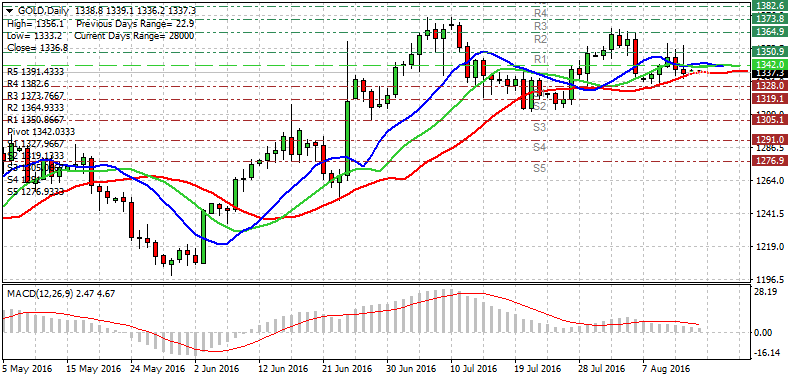 GOLD,Daily 1338.8 1339.1 1336.2 1337.3
High= 1356.1 Previous Days Range= 22.9
Low= 1333.2 Current Days Range= 28000
Close= 1336.8
R5 1391.4333
R4 1382.6
R3 1373.7667
R2 1364.9333
R1 1350.8667
Pivot 1342.0333
S1 1327.9667
S2 1319.1333
S5 1276.9333
R4
R3
R2
R1
S2
S3
S4
S5
1382.6
1373.8
1364.9
1350.9
1342.0
1337.3
1328.0
1319.1
1305.1
1291.0
1286.5
1276.9
1264.0
1241.5
1219.0
1196.5
MACD(12,26,9) 2.47 4.67
28.19
0.00
-16.14
5 May 2016 15 May 2016 24 May 2016 2 Jun 2016 12 Jun 2016 21 Jun 2016 30 Jun 2016 10 Jul 2016 19 Jul 2016 28 Jul 2016 7 Aug 2016